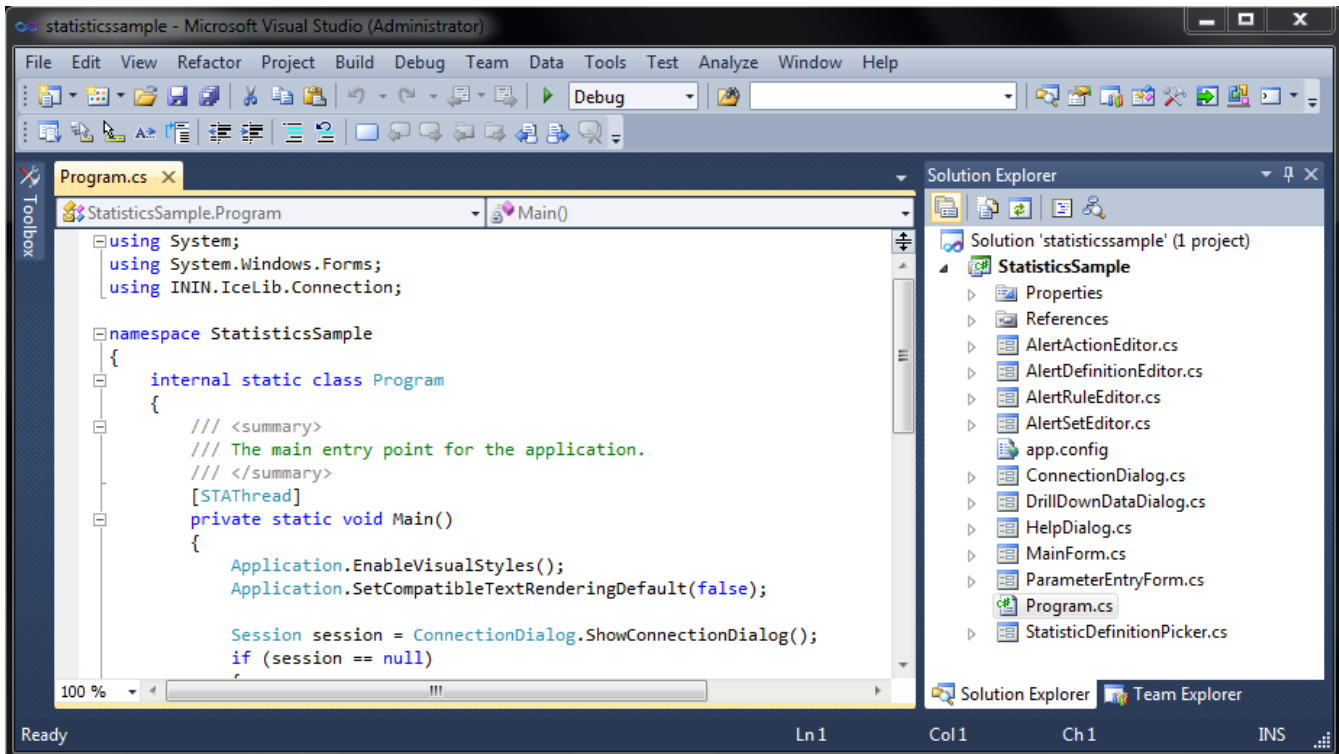 statisticssample - Microsoft Visual Studio (Administrator)
File Edit View Refactor Project Build Debug Team Data Tools Test Analyze Window Help
Debug
Toolbox
Program.cs
StatisticsSample.Program Main()
using System;
using System.Windows.Forms;
using ININ.IceLib.Connection;
namespace StatisticsSample
{
internal static class Program
{
/// <summary>
/// The main entry point for the application.
/// </summary>
[STAThread]
private static void Main()
{
Application.EnableVisualStyles();
Application.SetCompatibleTextRenderingDefault(false);
Session session = ConnectionDialog.ShowConnectionDialog();
if (session == null)
100 %
Solution Explorer
Solution 'statisticssample' (1 project)
StatisticsSample
Properties
References
AlertActionEditor.cs
AlertDefinitionEditor.cs
AlertRuleEditor.cs
AlertSetEditor.cs
app.config
ConnectionDialog.cs
DrillDownDataDialog.cs
HelpDialog.cs
MainForm.cs
ParameterEntryForm.cs
Program.cs
StatisticDefinitionPicker.cs
Solution Explorer Team Explorer
Ready Ln 1 Col 1 Ch 1 INS